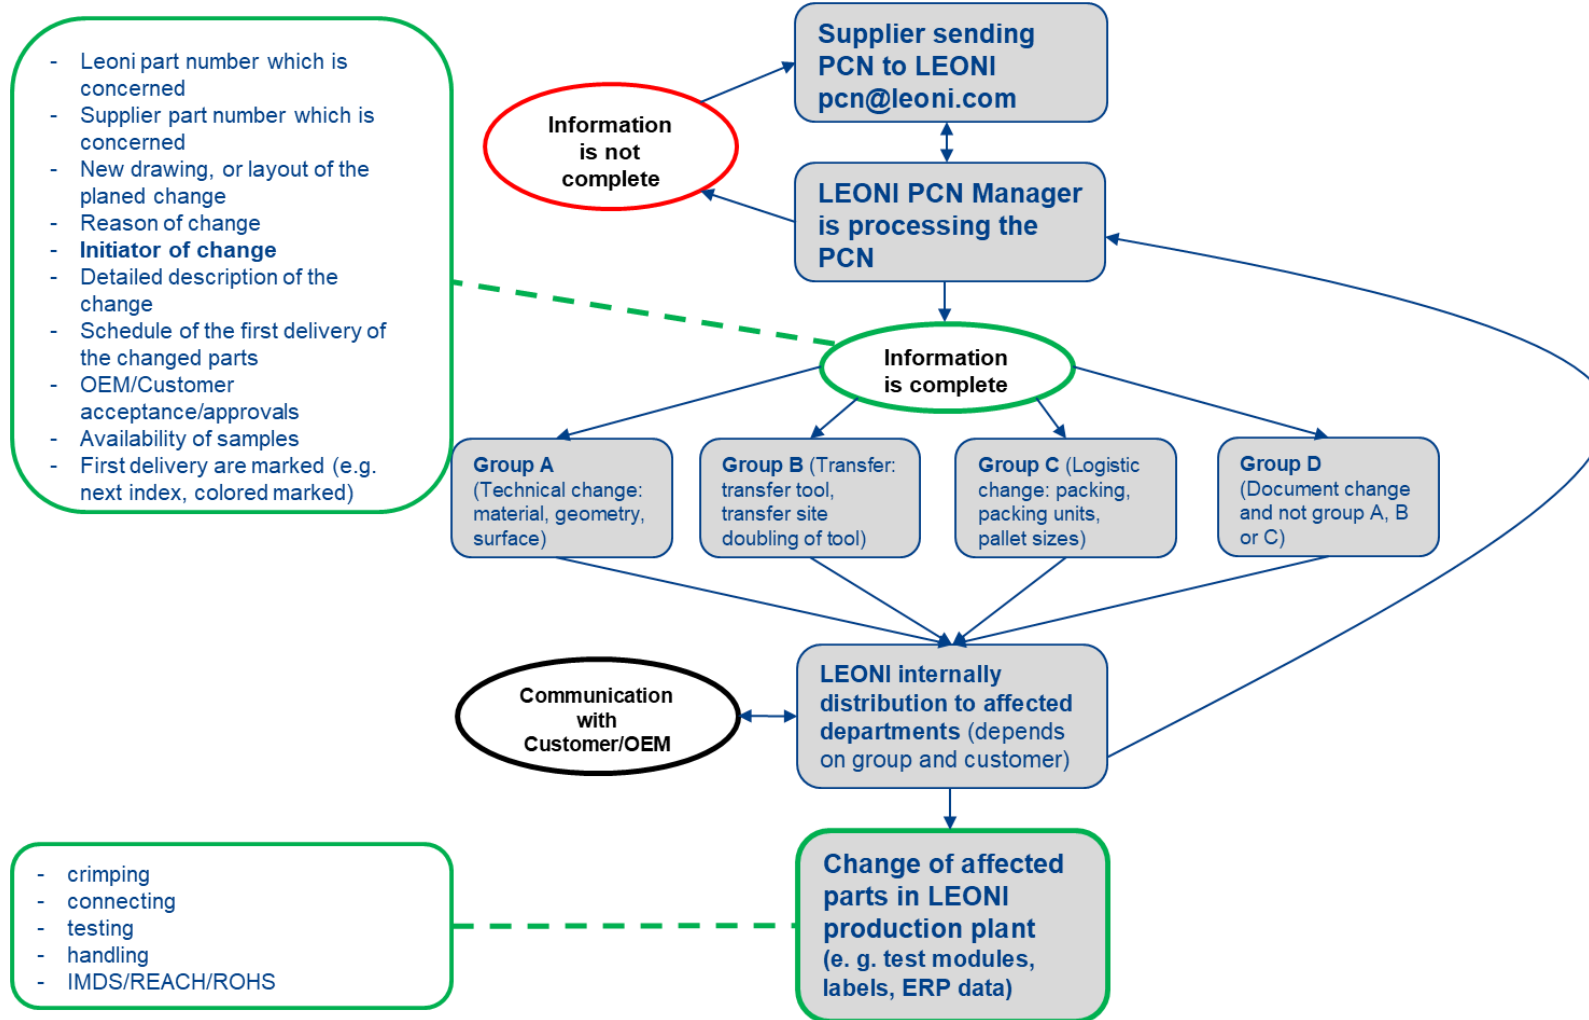 - Leoni part number which is
concerned
- Supplier part number which is
concerned
- New drawing, or layout of the
planed change
- Reason of change
- Initiator of change
- Detailed description of the
change
- Schedule of the first delivery of
the changed parts
- OEM/Customer
acceptance/approvals
- Availability of samples
- First delivery are marked (e.g.
next index, colored marked)
Supplier sending
PCN to LEONI
pcn@leoni.com
Information
is not
complete
LEONI PCN Manager
is processing the
PCN
Information
is complete
Group A
(Technical change:
material, geometry,
surface)
Group B (Transfer:
transfer tool,
transfer site
doubling of tool)
Group C (Logistic
change: packing,
packing units,
pallet sizes)
Group D
(Document change
and not group A, B
or C)
LEONI internally
distribution to affected
departments (depends
on group and customer)
Communication
with
Customer/OEM
Change of affected
parts in LEONI
production plant
(e. g. test modules,
labels, ERP data)
- crimping
- connecting
- testing
- handling
- IMDS/REACH/ROHS